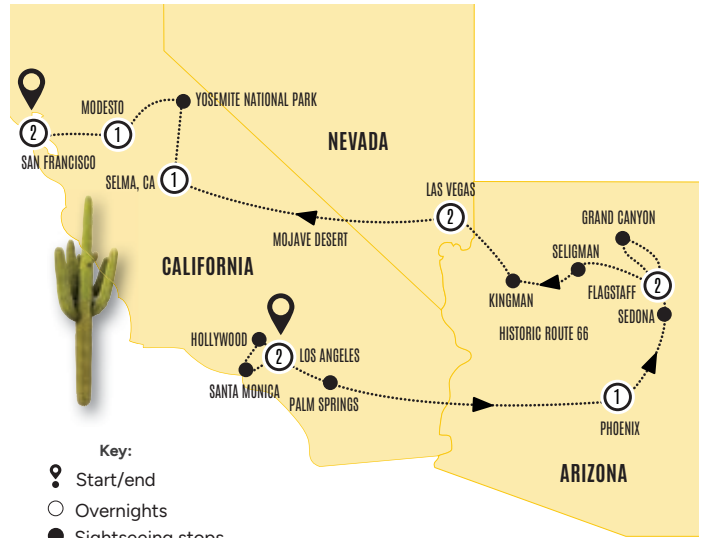 MODESTO
YOSEMITE NATIONAL PARK
2
1
SAN FRANCISCO
NEVADA
SELMA, CA
1
LAS VEGAS
2
MOJAVE DESERT
GRAND CANYON
SELIGMAN
CALIFORNIA
KINGMAN
FLAGSTAFF
2
SEDONA
HISTORIC ROUTE 66
HOLLYWOOD
2
LOS ANGELES
SANTA MONICA
PALM SPRINGS
1
PHOENIX
ARIZONA
Key:
Start/end
Overnights
Sightseeing stops